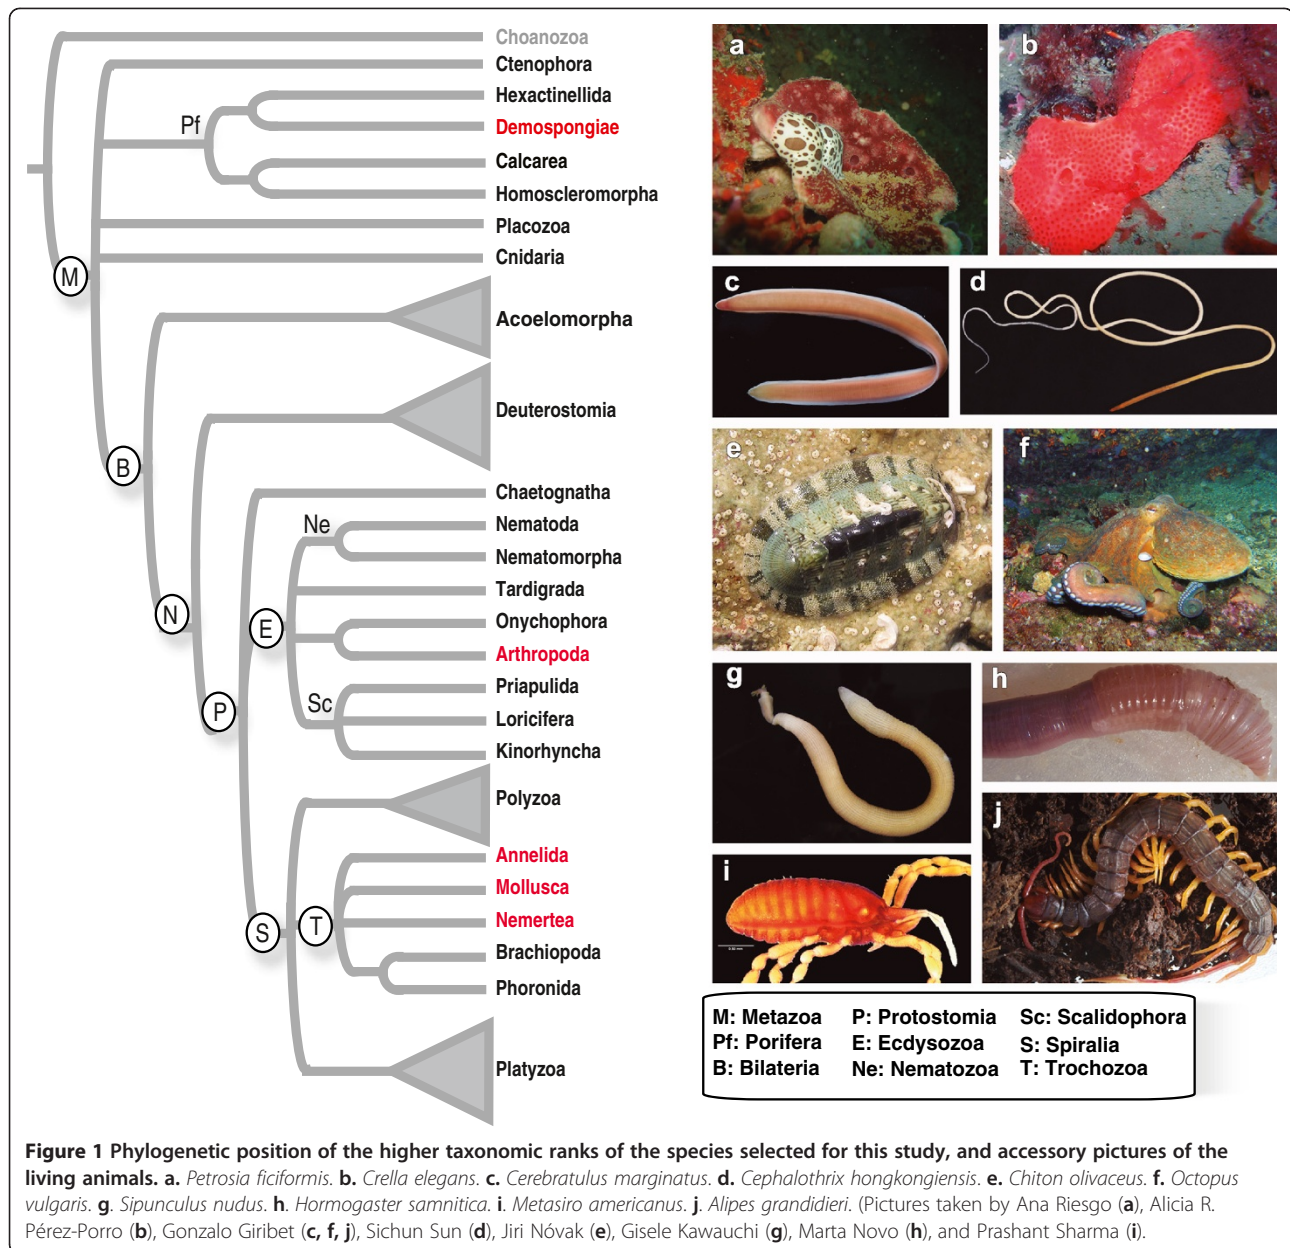 Choanozoa
Ctenophora
Hexactinellida
Pf
Demospongiae
Calcarea
Homoscleromorpha
Placozoa
Cnidaria
M
Acoelomorpha
Deuterostomia
B
Chaetognatha
Ne
Nematoda
Nematomorpha
Tardigrada
N
E
Onychophora
Arthropoda
Priapulida
Sc
P
Loricifera
Kinorhyncha
Polyzoa
Annelida
Mollusca
S
T
Nemertea
Brachiopoda
Phoronida
Platyzoa
a
b
c
d
e
f
g
h
i
j
M: Metazoa P: Protostomia Sc: Scalidophora
Pf: Porifera E: Ecdysozoa S: Spiralia
B: Bilateria Ne: Nematozoa T: Trochozoa
Figure 1 Phylogenetic position of the higher taxonomic ranks of the species selected for this study, and accessory pictures of the
living animals. a. Petrosia ficiformis. b. Crella elegans. c. Cerebratulus marginatus. d. Cephalothrix hongkongiensis. e. Chiton olivaceus. f. Octopus
vulgaris. g. Sipunculus nudus. h. Hormogaster samnitica. i. Metasiro americanus. j. Alipes grandidieri. (Pictures taken by Ana Riesgo (a), Alicia R.
Pérez-Porro (b), Gonzalo Giribet (c, f, j), Sichun Sun (d), Jiri Nóvak (e), Gisele Kawauchi (g), Marta Novo (h), and Prashant Sharma (i).